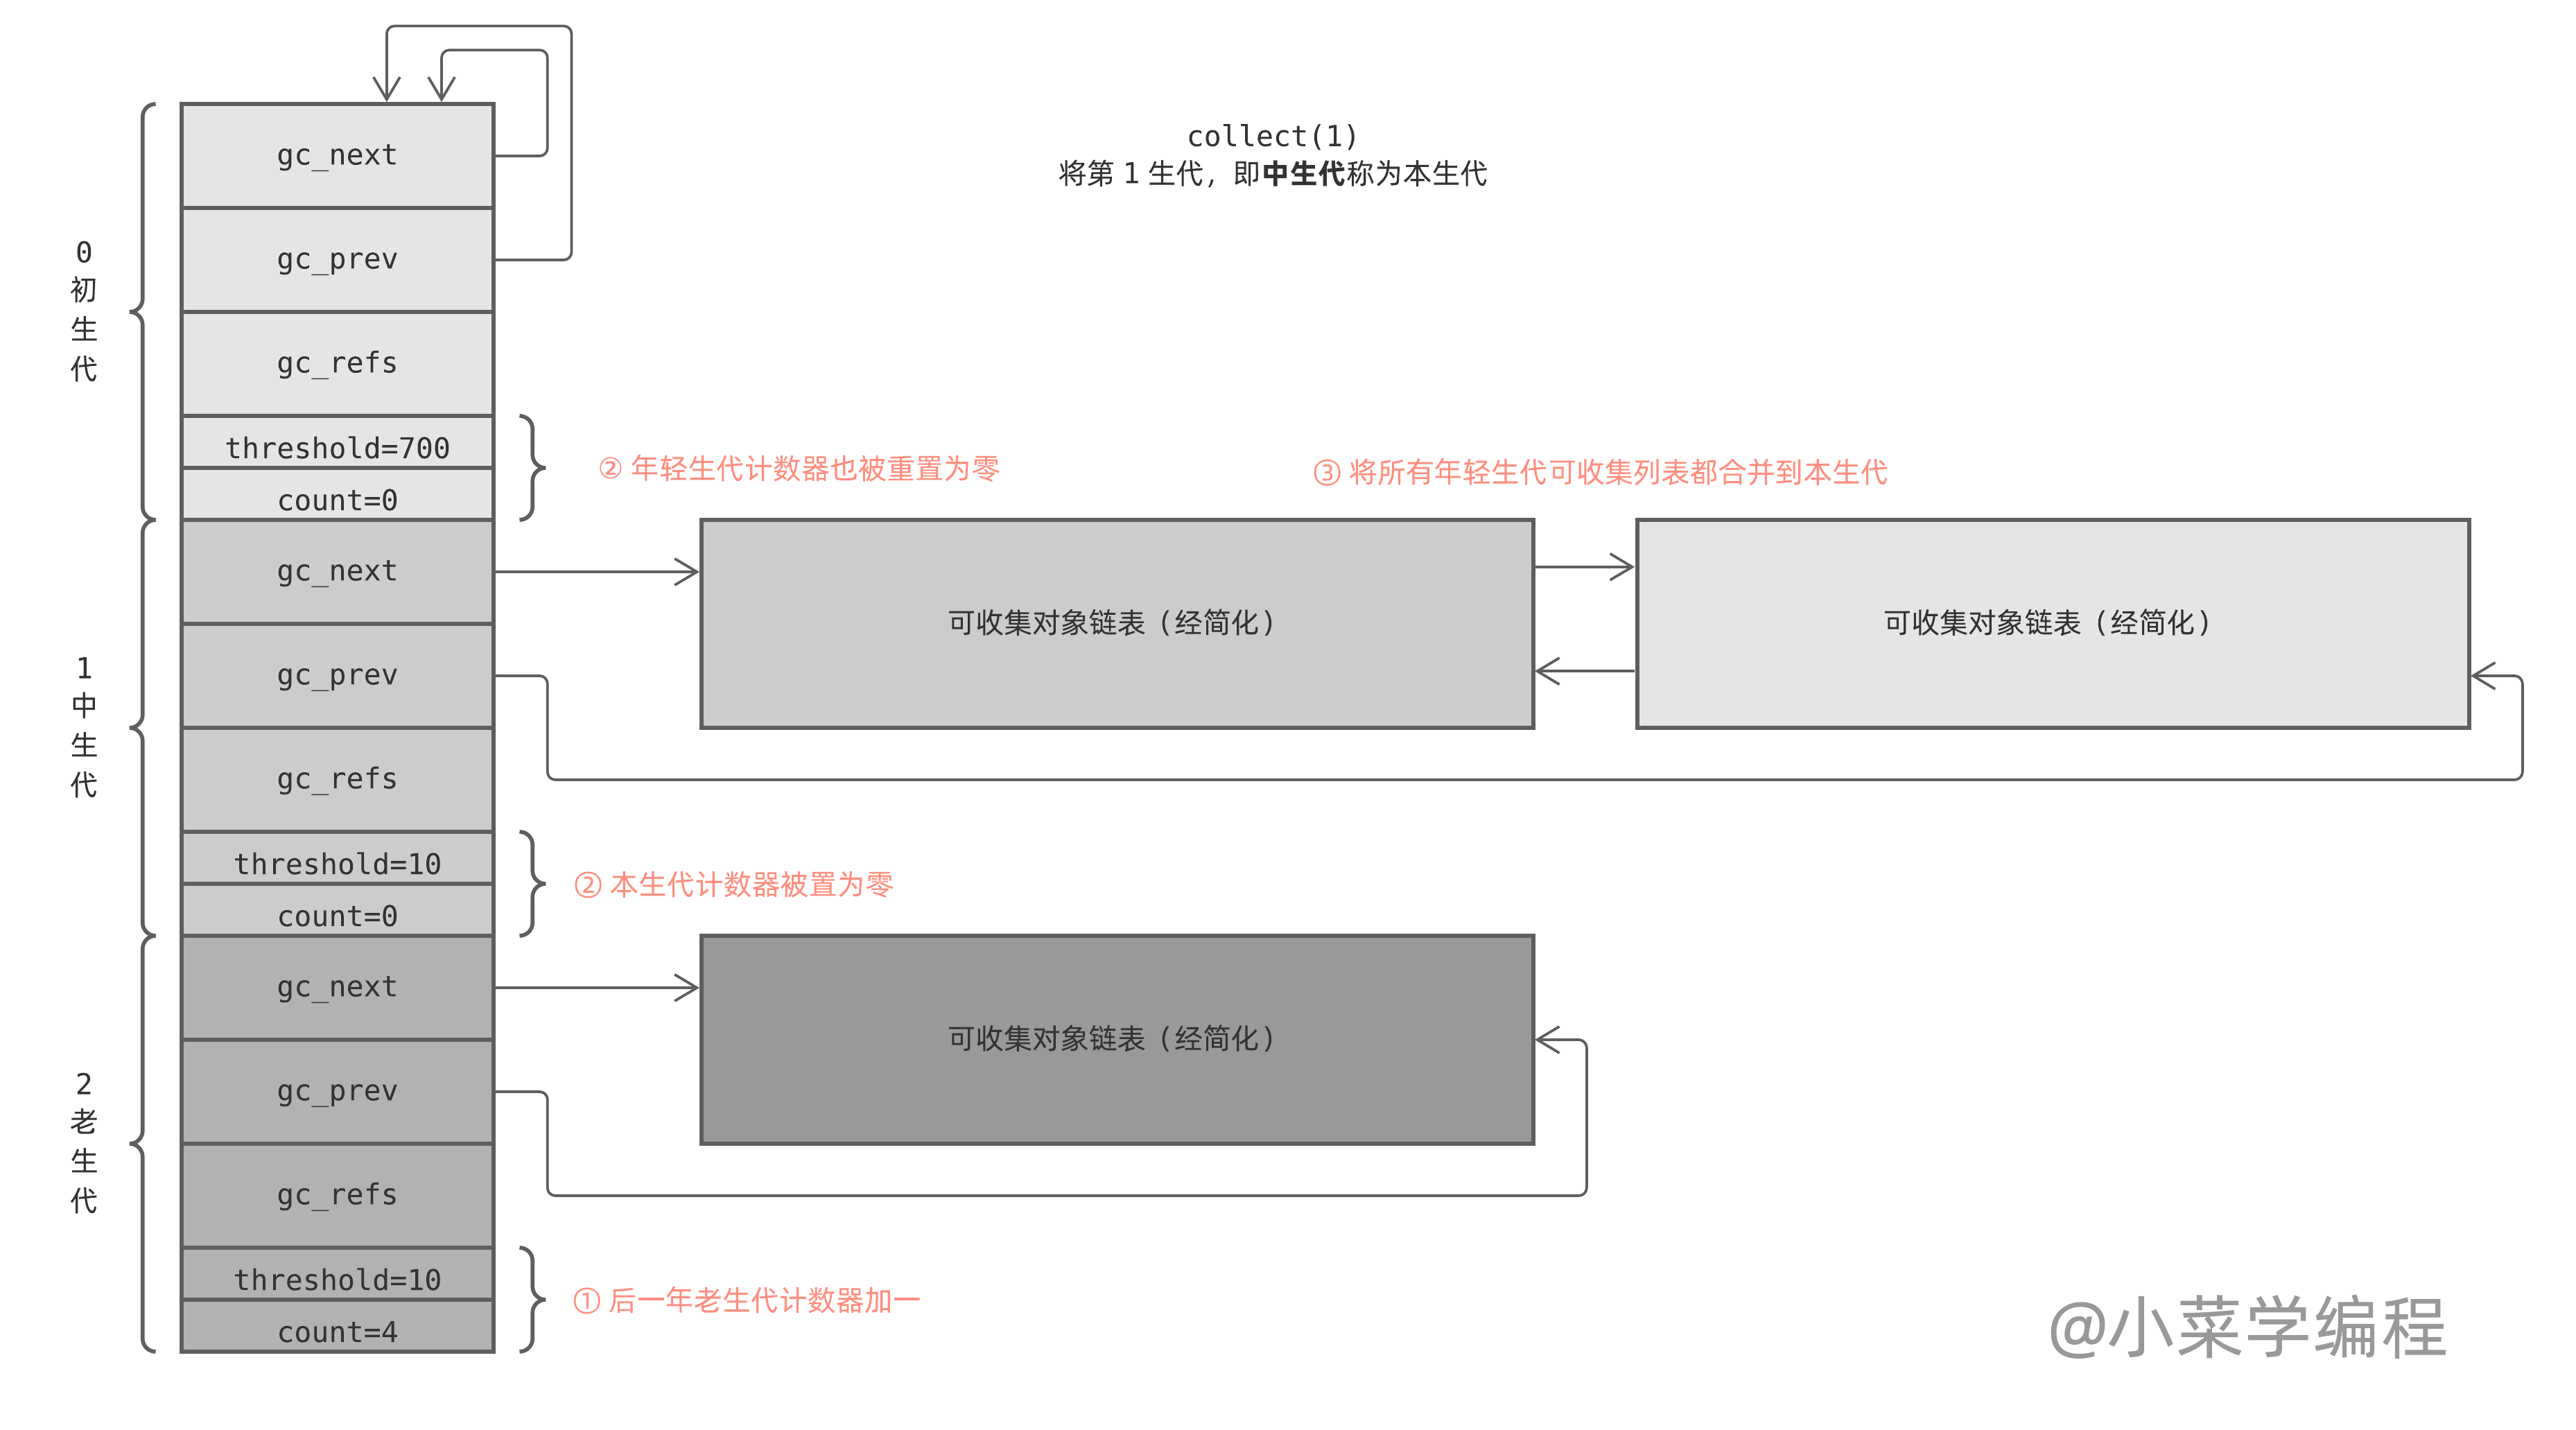 collect(1)
将第 1 生代，即中生代称为本生代
0
初
生
代
gc_next
gc_prev
gc_refs
threshold=700
count=0
② 年轻生代计数器也被重置为零
③ 将所有年轻生代可收集列表都合并到本生代
1
中
生
代
gc_next
gc_prev
gc_refs
threshold=10
count=0
可收集对象链表（经简化）
可收集对象链表（经简化）
② 本生代计数器被置为零
2
老
生
代
gc_next
gc_prev
gc_refs
threshold=10
count=4
可收集对象链表（经简化）
① 后一年老生代计数器加一
@小菜学编程